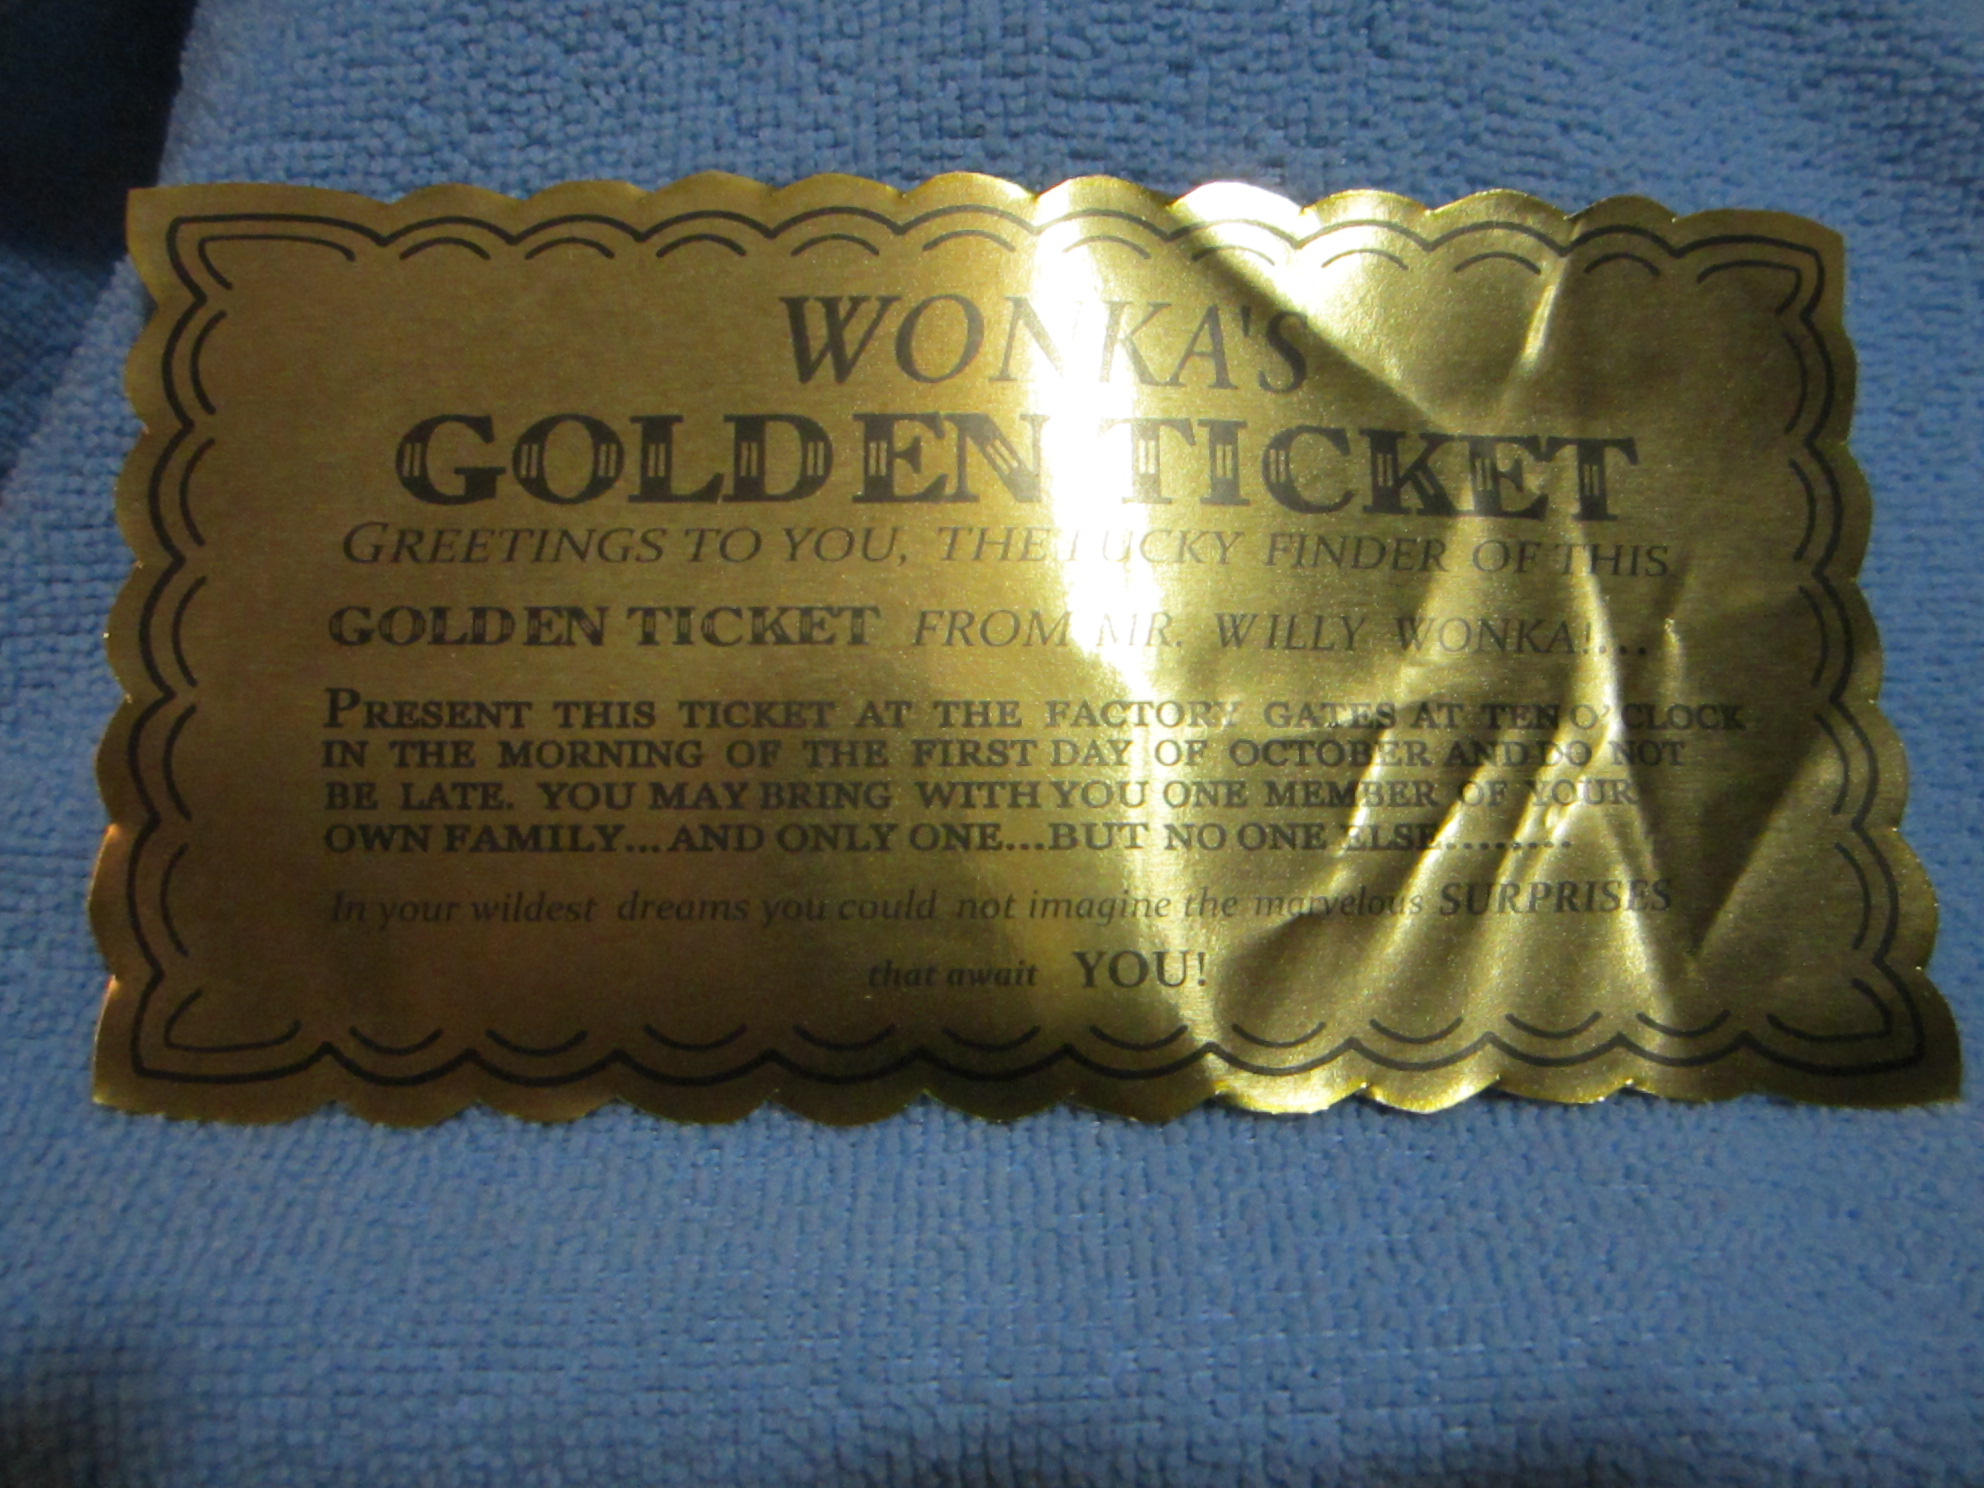 WONKA'S
GOLDEN TICKET
GREETINGS TO YOU, THE LUCKY FINDER OF THIS
GOLDEN TICKET FROM MR. WILLY WONKA!...
PRESENT THIS TICKET AT THE FACTORY GATES AT TEN O'CLOCK
IN THE MORNING OF THE FIRST DAY OF OCTOBER AND DO NOT
BE LATE. YOU MAY BRING WITH YOU ONE MEMBER OF YOUR
OWN FAMILY...AND ONLY ONE...BUT NO ONE ELSE.........
In your wildest dreams you could not imagine the marvelous SURPRISES
that await YOU!